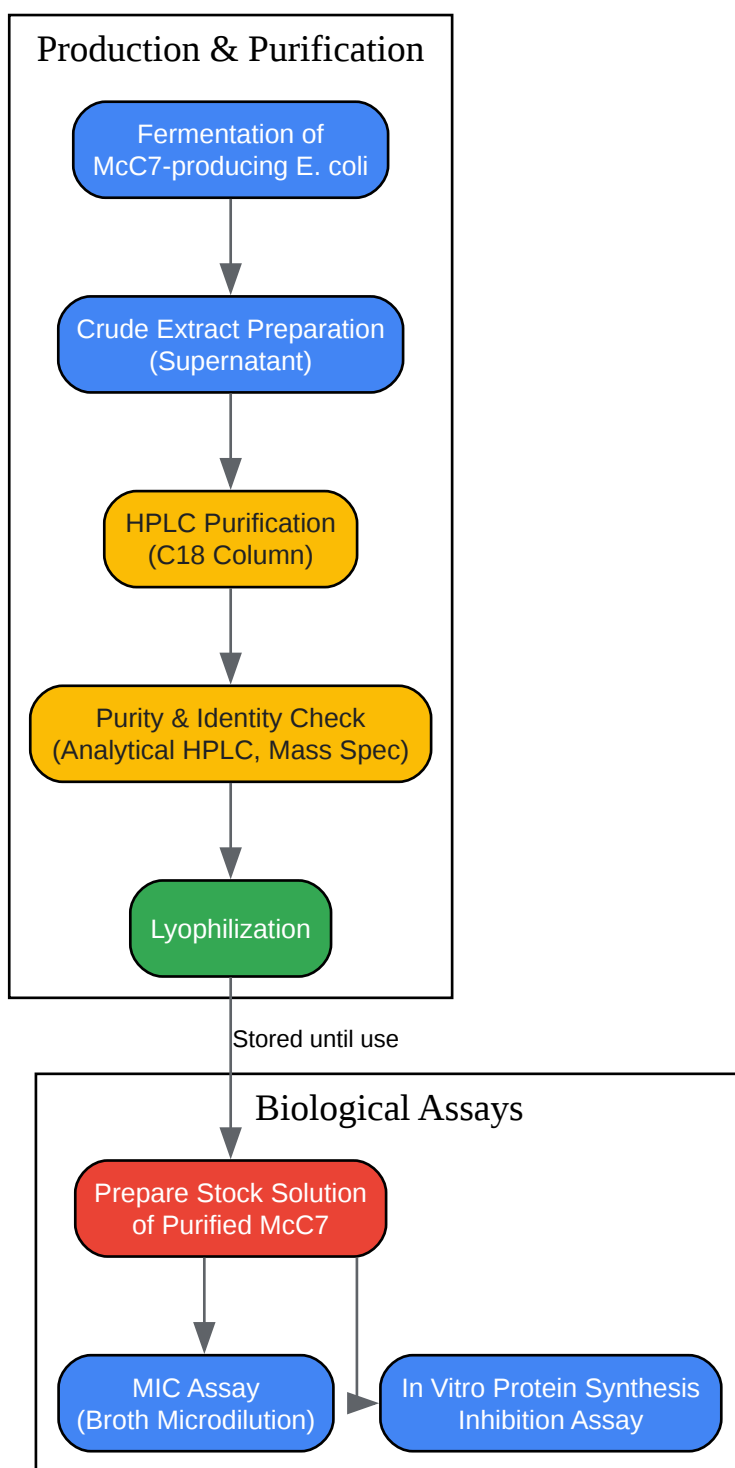 Production & Purification
Fermentation of
McC7-producing E. coli
Crude Extract Preparation
(Supernatant)
HPLC Purification
(C18 Column)
Purity & Identity Check
(Analytical HPLC, Mass Spec)
Lyophilization
Stored until use
Biological Assays
Prepare Stock Solution
of Purified McC7
MIC Assay
(Broth Microdilution)
In Vitro Protein Synthesis
Inhibition Assay